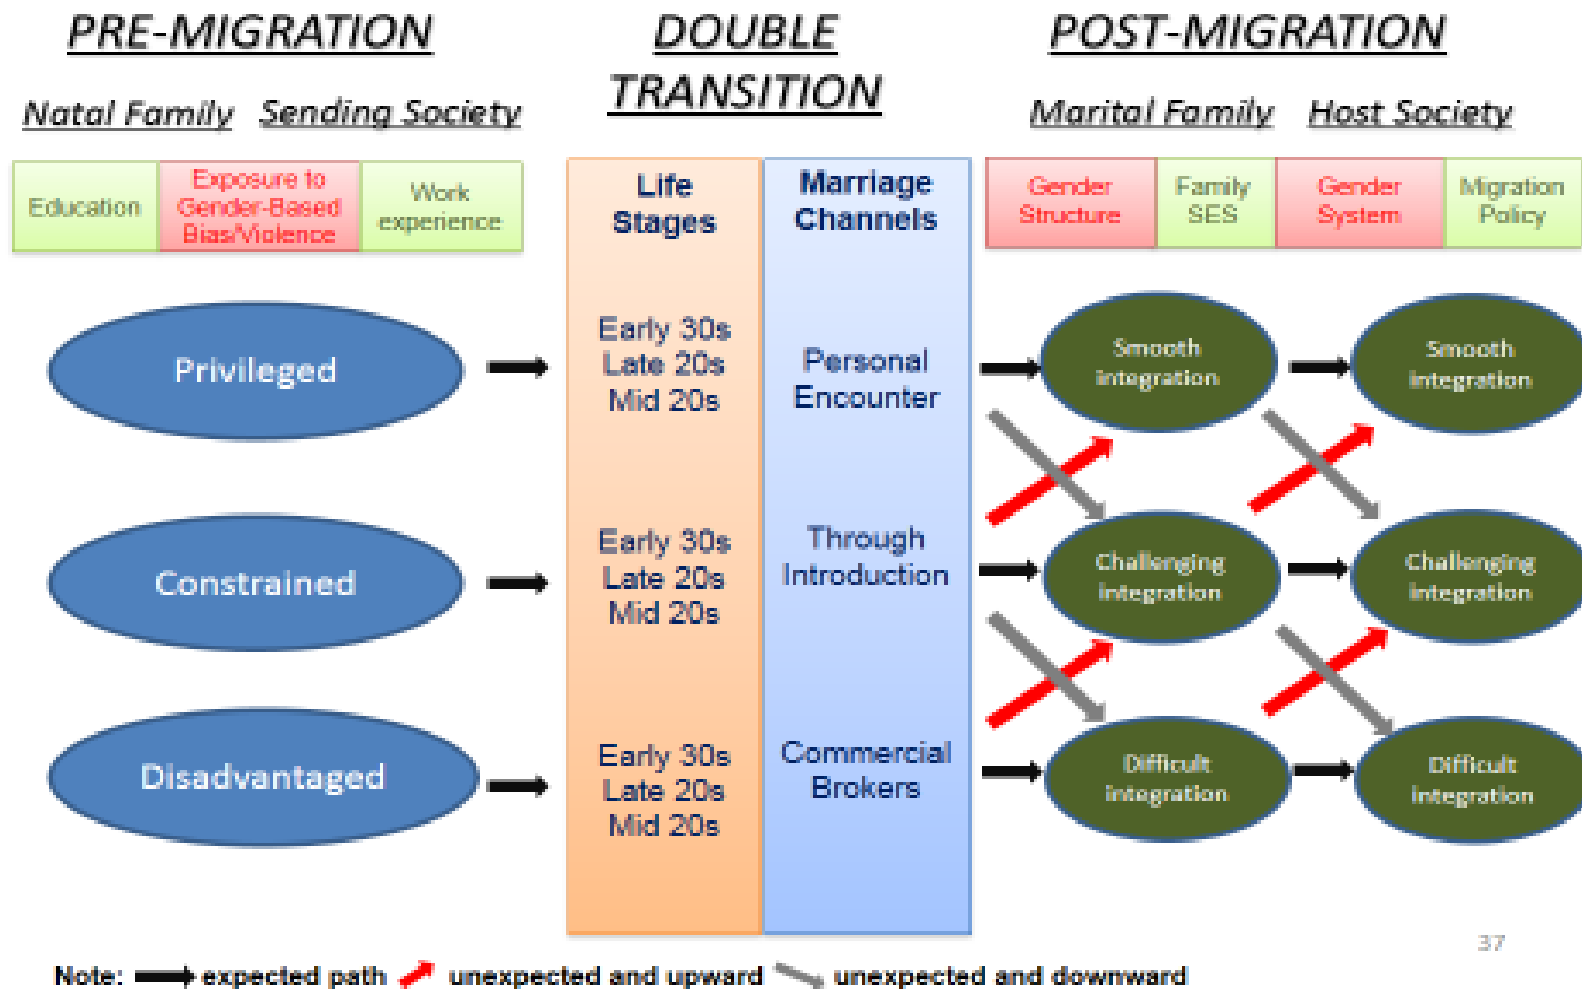 PRE-MIGRATION
DOUBLE
TRANSITION
POST-MIGRATION
Natal Family
Sending Society
Marital Family
Host Society
Education
Exposure to
Gender-Based
Bias/Violence
Work
experience
Life
Stages
Marriage
Channels
Gender
Structure
Family
SES
Gender
System
Migration
Policy
Privileged
Early 30s
Late 20s
Mid 20s
Personal
Encounter
Smooth
integration
Smooth
integration
Constrained
Early 30s
Late 20s
Mid 20s
Through
Introduction
Challenging
integration
Challenging
integration
Disadvantaged
Early 30s
Late 20s
Mid 20s
Commercial
Brokers
Difficult
integration
Difficult
integration
37
Note: expected path unexpected and upward unexpected and downward